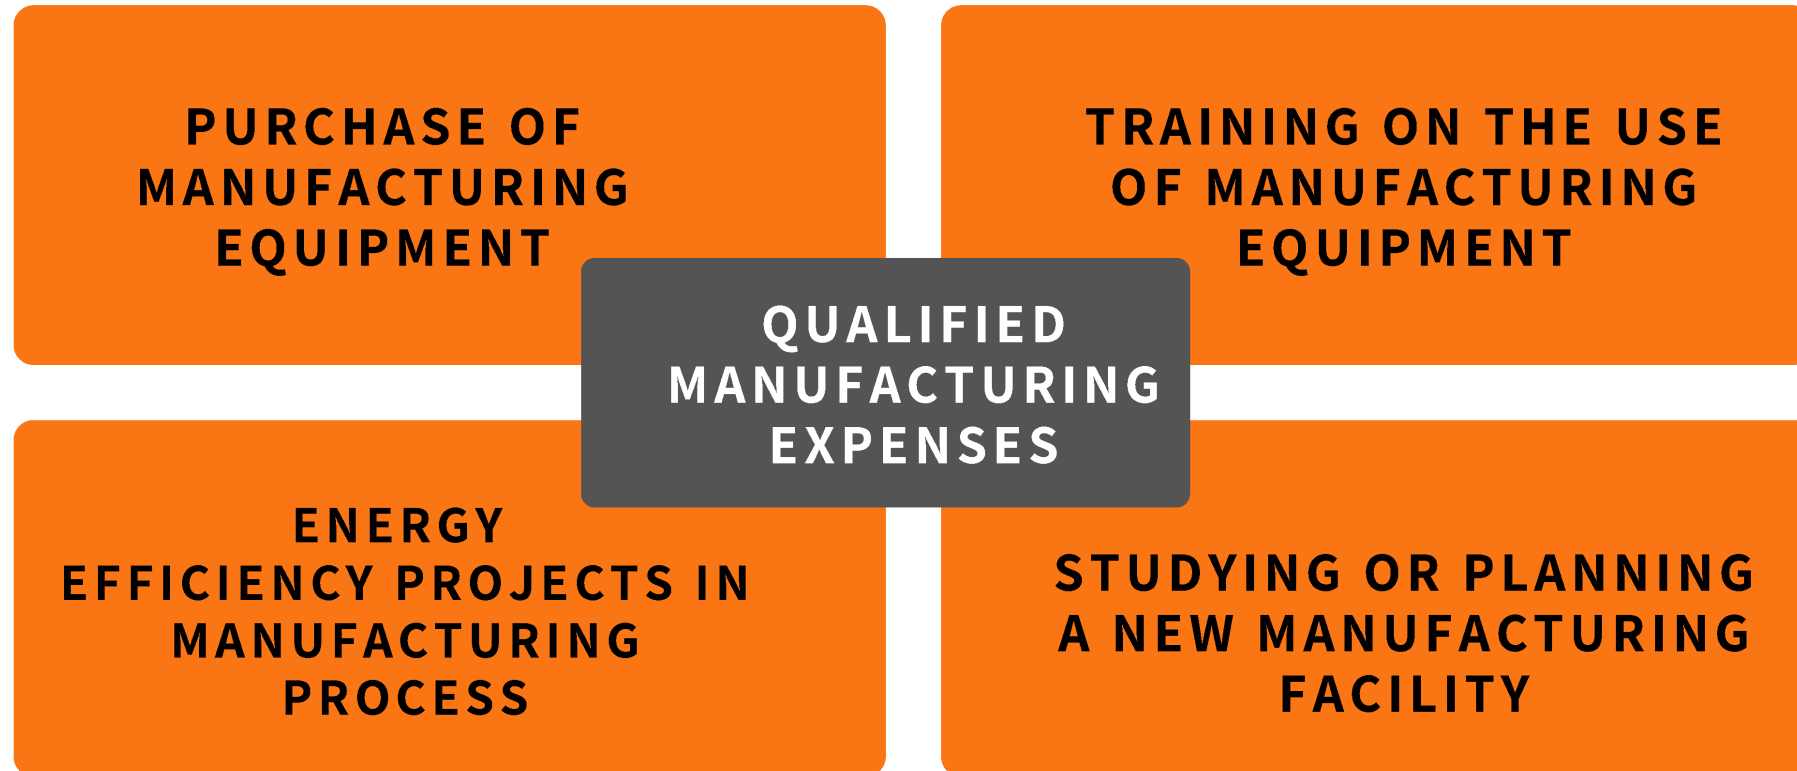 PURCHASE OF
MANUFACTURING
EQUIPMENT
TRAINING ON THE USE
OF MANUFACTURING
EQUIPMENT
QUALIFIED
MANUFACTURING
EXPENSES
ENERGY
EFFICIENCY PROJECTS IN
MANUFACTURING
PROCESS
STUDYING OR PLANNING
A NEW MANUFACTURING
FACILITY